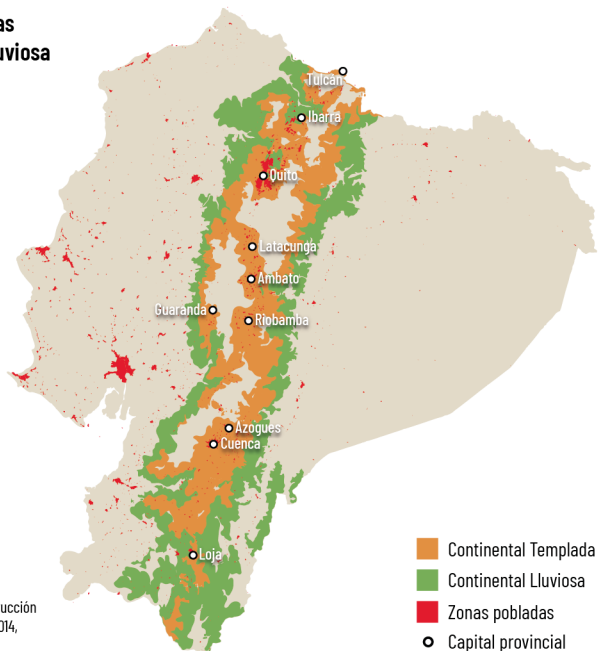 as
uviosa
Tulcán
Ibarra
Quito
Latacunga
Ambato
Guaranda
Riobamba
Azogues
Cuenca
Loja
Continental Templada
Continental Lluviosa
Zonas pobladas
Capital provincial
ucción
014,